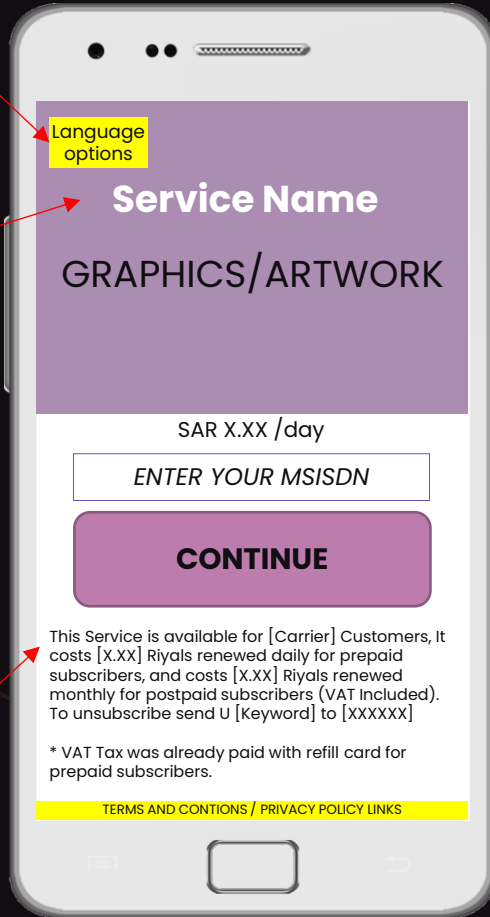 Language
options
Service Name
GRAPHICS/ARTWORK
SAR X.XX /day
ENTER YOUR MSISDN
CONTINUE
This Service is available for [Carrier] Customers, It
costs [X.XX] Riyals renewed daily for prepaid
subscribers, and costs [X.XX] Riyals renewed
monthly for postpaid subscribers (VAT Included).
To unsubscribe send U [Keyword] to [XXXXXX]
* VAT Tax was already paid with refill card for
prepaid subscribers.
TERMS AND CONTIONS / PRIVACY POLICY LINKS